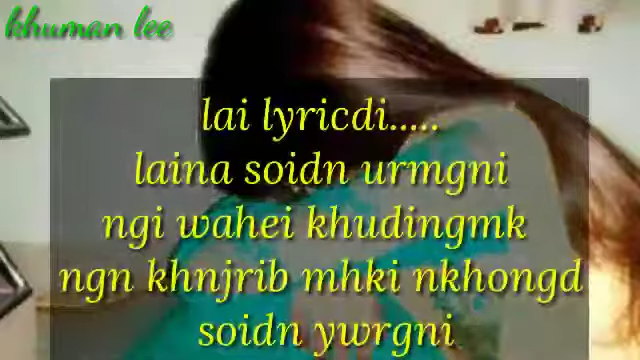 khuman lee
lai lyricdi.....
laina soidn urmgni
ngi wahei khudingmk
ngn khnjrib mhki nkhongd
soidn ywrgni